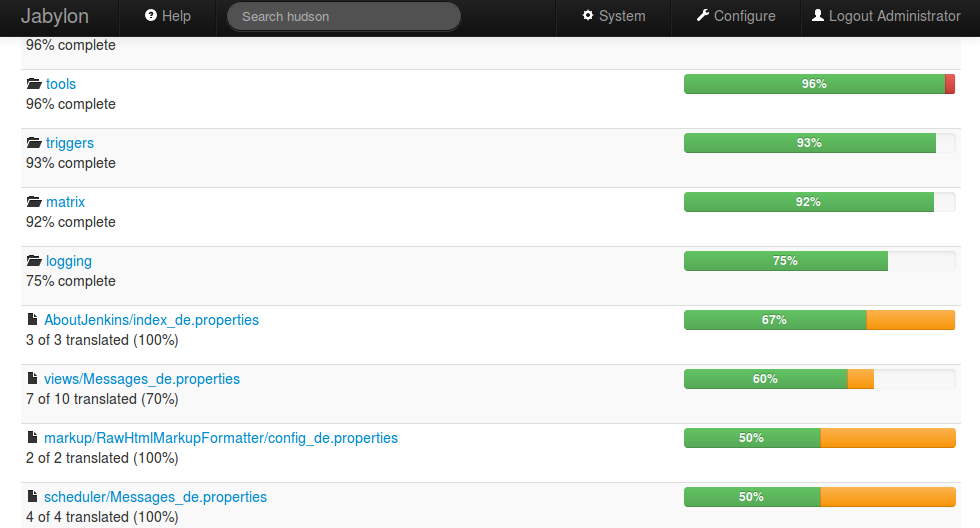 Jabylon Help Search hudson System Configure Logout Administrator
96% complete
tools 96%
96% complete
triggers 93%
93% complete
matrix 92%
92% complete
logging 75%
75% complete
AboutJenkins/index_de.properties 67%
3 of 3 translated (100%)
views/Messages_de.properties 60%
7 of 10 translated (70%)
markup/RawHtmlMarkupFormatter/config_de.properties 50%
2 of 2 translated (100%)
scheduler/Messages_de.properties 50%
4 of 4 translated (100%)